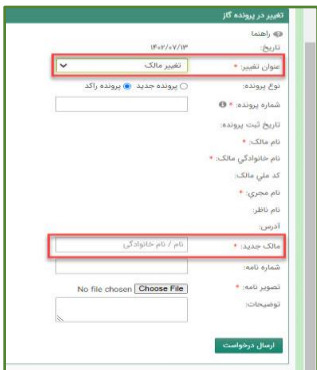 تغییر در پرونده گاز
راهنما
تاریخ: ۱۴۰۲/۰۷/۱۳
عنوان تغییر: * تغییر مالک
نوع پرونده: پرونده جدید پرونده راکد
شماره پرونده: *
تاریخ ثبت پرونده:
نام مالک: *
نام خانوادگی مالک: *
کد ملی مالک:
نام مجری: *
نام ناظر:
آدرس:
مالک جدید: * نام / نام خانوادگی
شماره نامه:
تصویر نامه: * Choose File No file chosen
توضیحات:
ارسال درخواست